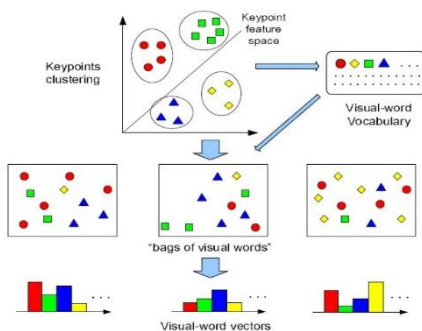 Keypoint
feature
space
Keypoints
clustering
. . .
Visual-word
Vocabulary
"bags of visual words"
. . .
. . .
. . .
Visual-word vectors